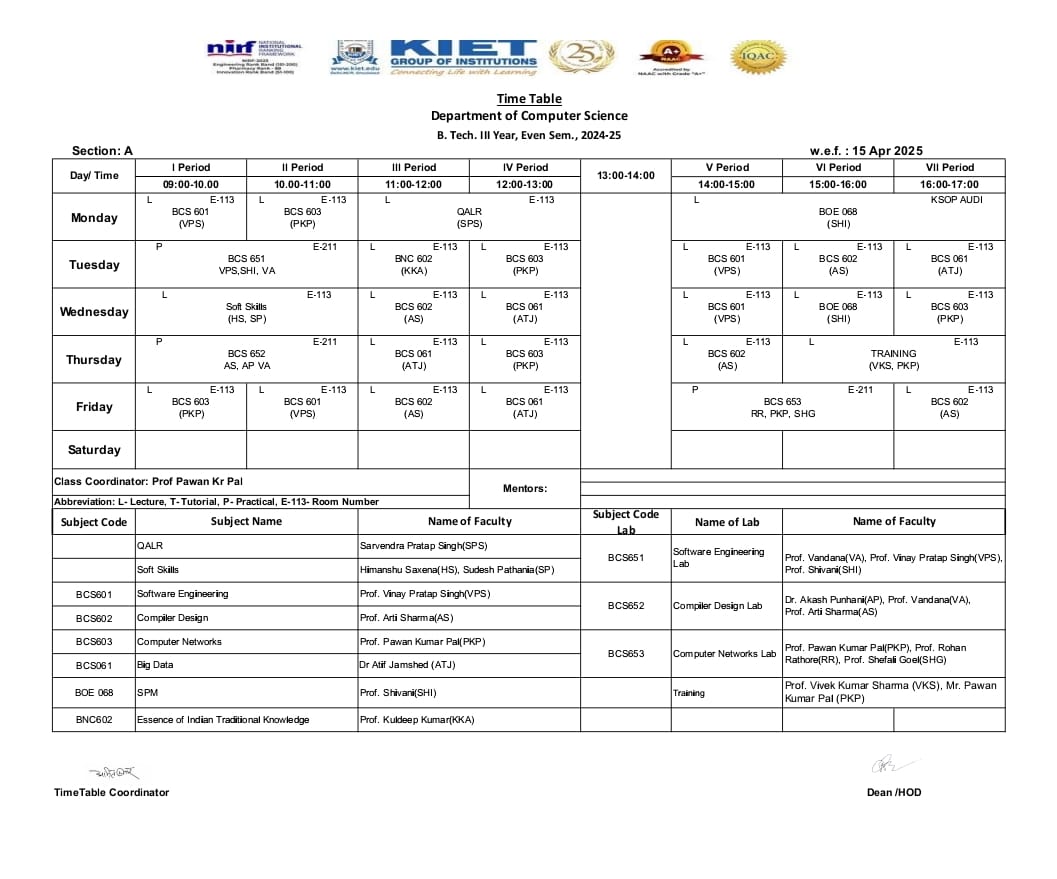 nirf NATIONAL INSTITUTIONAL RANKING FRAMEWORK
NIRF-2023
Engineering Rank Band (151-200)
Pharmacy Rank - 88
www.kiet.edu
KIET
GROUP OF INSTITUTIONS
Connecting Life with Learning
25
A+
NAAC
Accredited by
NAAC with Grade "A+"
IQAC
Time Table
Department of Computer Science
B. Tech. III Year, Even Sem., 2024-25
Section: A w.e.f. : 15 Apr 2025
Day/ Time I Period II Period III Period IV Period 13:00-14:00 V Period VI Period VII Period
09:00-10.00 10.00-11:00 11:00-12:00 12:00-13:00 14:00-15:00 15:00-16:00 16:00-17:00
Monday
L E-113 L E-113 L E-113 L KSOP AUDI
BCS 601 BCS 603 QALR BOE 068
(VPS) (PKP) (SPS) (SHI)
Tuesday
P E-211 L E-113 L E-113 L E-113 L E-113 L E-113
BCS 651 BNC 602 BCS 603 BCS 601 BCS 602 BCS 061
VPS,SHI, VA (KKA) (PKP) (VPS) (AS) (ATJ)
Wednesday
L E-113 L E-113 L E-113 L E-113 L E-113 L E-113
Soft Skills BCS 602 BCS 061 BCS 601 BOE 068 BCS 603
(HS, SP) (AS) (ATJ) (VPS) (SHI) (PKP)
Thursday
P E-211 L E-113 L E-113 L E-113 L E-113
BCS 652 BCS 061 BCS 603 BCS 602 TRAINING
AS, AP VA (ATJ) (PKP) (AS) (VKS, PKP)
Friday
L E-113 L E-113 L E-113 L E-113 P E-211 L E-113
BCS 603 BCS 601 BCS 602 BCS 061 BCS 653 BCS 602
(PKP) (VPS) (AS) (ATJ) RR, PKP, SHG (AS)
Saturday
Class Coordinator: Prof Pawan Kr Pal
Mentors:
Abbreviation: L- Lecture, T- Tutorial, P- Practical, E-113- Room Number
Subject Code Subject Name Name of Faculty Subject Code Lab Name of Lab Name of Faculty
QALR Sarvendra Pratap Singh(SPS)
Soft Skills Himanshu Saxena(HS), Sudesh Pathania(SP)
BCS651 Software Engineering Lab Prof. Vandana(VA), Prof. Vinay Pratap Singh(VPS), Prof. Shivani(SHI)
BCS601 Software Engineering Prof. Vinay Pratap Singh(VPS)
BCS602 Compiler Design Prof. Arti Sharma(AS)
BCS652 Compiler Design Lab Dr. Akash Punhani(AP), Prof. Vandana(VA), Prof. Arti Sharma(AS)
BCS603 Computer Networks Prof. Pawan Kumar Pal(PKP)
BCS061 Big Data Dr Atif Jamshed (ATJ)
BCS653 Computer Networks Lab Prof. Pawan Kumar Pal(PKP), Prof. Rohan Rathore(RR), Prof. Shefali Goel(SHG)
BOE 068 SPM Prof. Shivani(SHI) Training Prof. Vivek Kumar Sharma (VKS), Mr. Pawan Kumar Pal (PKP)
BNC602 Essence of Indian Traditional Knowledge Prof. Kuldeep Kumar(KKA)
TimeTable Coordinator Dean /HOD